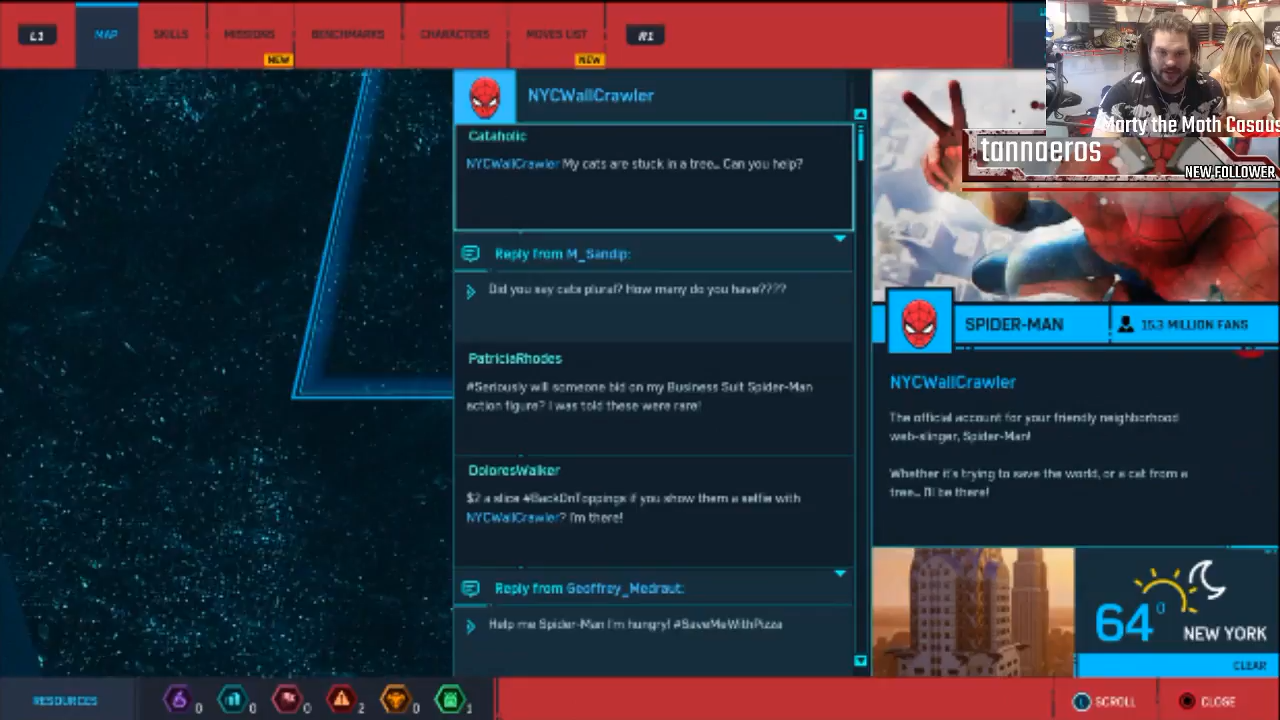 L1
MAP
SKILLS
MISSIONS
NEW
BENCHMARKS
CHARACTERS
MOVES LIST
NEW
R1
NYCWallCrawler
Cataholic
NYCWallCrawler My cats are stuck in a tree... Can you help?
Reply from M_Sandip:
Did you say cats plural? How many do you have????
PatriciaRhodes
#Seriously will someone bid on my Business Suit Spider-Man
action figure? I was told these were rare!
DoloresWalker
$2 a slice #BackOnToppings if you show them a selfie with
NYCWallCrawler? I'm there!
Reply from Geoffrey_Medraut:
Help me Spider-Man I'm hungry! #SaveMeWithPizza
Marty the Moth Casaus
tannaeros
NEW FOLLOWER
SPIDER-MAN
15.3 MILLION FANS
NYCWallCrawler
The official account for your friendly neighborhood
web-slinger, Spider-Man!
Whether it's trying to save the world, or a cat from a
tree... I'll be there!
64°
NEW YORK
CLEAR
RESOURCES
0
0
0
2
0
1
L SCROLL
CLOSE